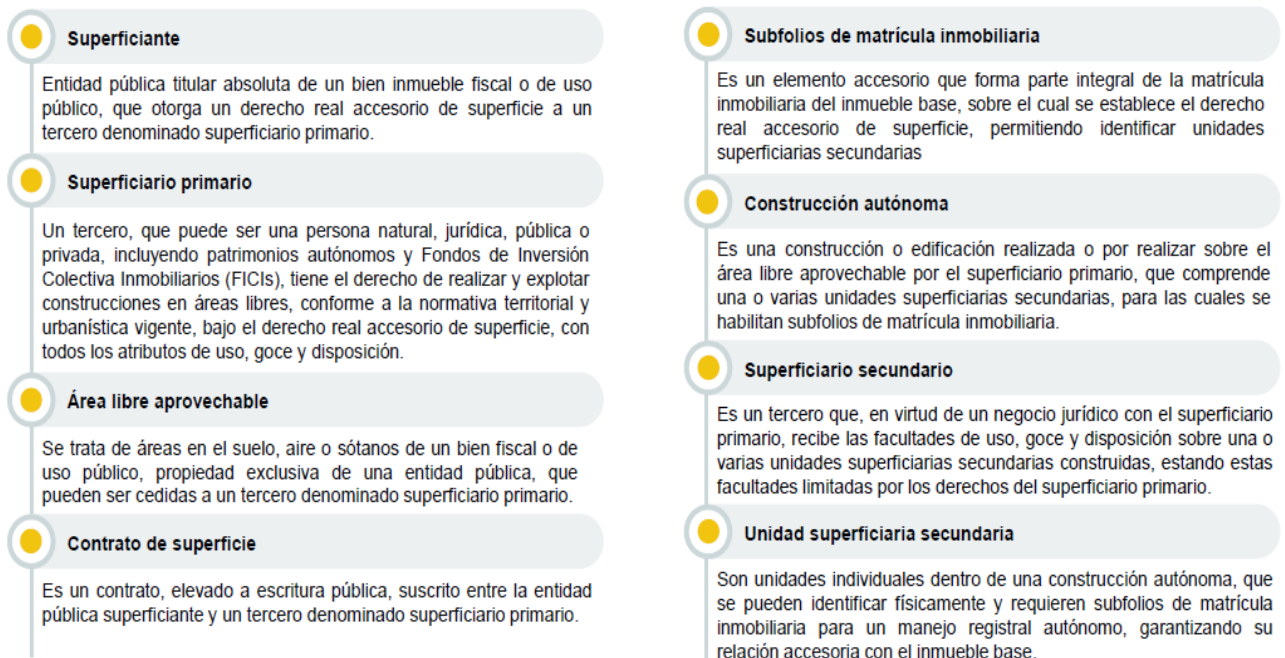 Superficiante
Entidad pública titular absoluta de un bien inmueble fiscal o de uso
público, que otorga un derecho real accesorio de superficie a un
tercero denominado superficiario primario.
Superficiario primario
Un tercero, que puede ser una persona natural, jurídica, pública o
privada, incluyendo patrimonios autónomos y Fondos de Inversión
Colectiva Inmobiliarios (FICIs), tiene el derecho de realizar y explotar
construcciones en áreas libres, conforme a la normativa territorial y
urbanística vigente, bajo el derecho real accesorio de superficie, con
todos los atributos de uso, goce y disposición.
Área libre aprovechable
Se trata de áreas en el suelo, aire o sótanos de un bien fiscal o de
uso público, propiedad exclusiva de una entidad pública, que
pueden ser cedidas a un tercero denominado superficiario primario.
Contrato de superficie
Es un contrato, elevado a escritura pública, suscrito entre la entidad
pública superficiante y un tercero denominado superficiario primario.
Subfolios de matrícula inmobiliaria
Es un elemento accesorio que forma parte integral de la matrícula
inmobiliaria del inmueble base, sobre el cual se establece el derecho
real accesorio de superficie, permitiendo identificar unidades
superficiarias secundarias
Construcción autónoma
Es una construcción o edificación realizada o por realizar sobre el
área libre aprovechable por el superficiario primario, que comprende
una o varias unidades superficiarias secundarias, para las cuales se
habilitan subfolios de matrícula inmobiliaria.
Superficiario secundario
Es un tercero que, en virtud de un negocio jurídico con el superficiario
primario, recibe las facultades de uso, goce y disposición sobre una o
varias unidades superficiarias secundarias construidas, estando estas
facultades limitadas por los derechos del superficiario primario.
Unidad superficiaria secundaria
Son unidades individuales dentro de una construcción autónoma, que
se pueden identificar físicamente y requieren subfolios de matrícula
inmobiliaria para un manejo registral autónomo, garantizando su
relación accesoria con el inmueble base.